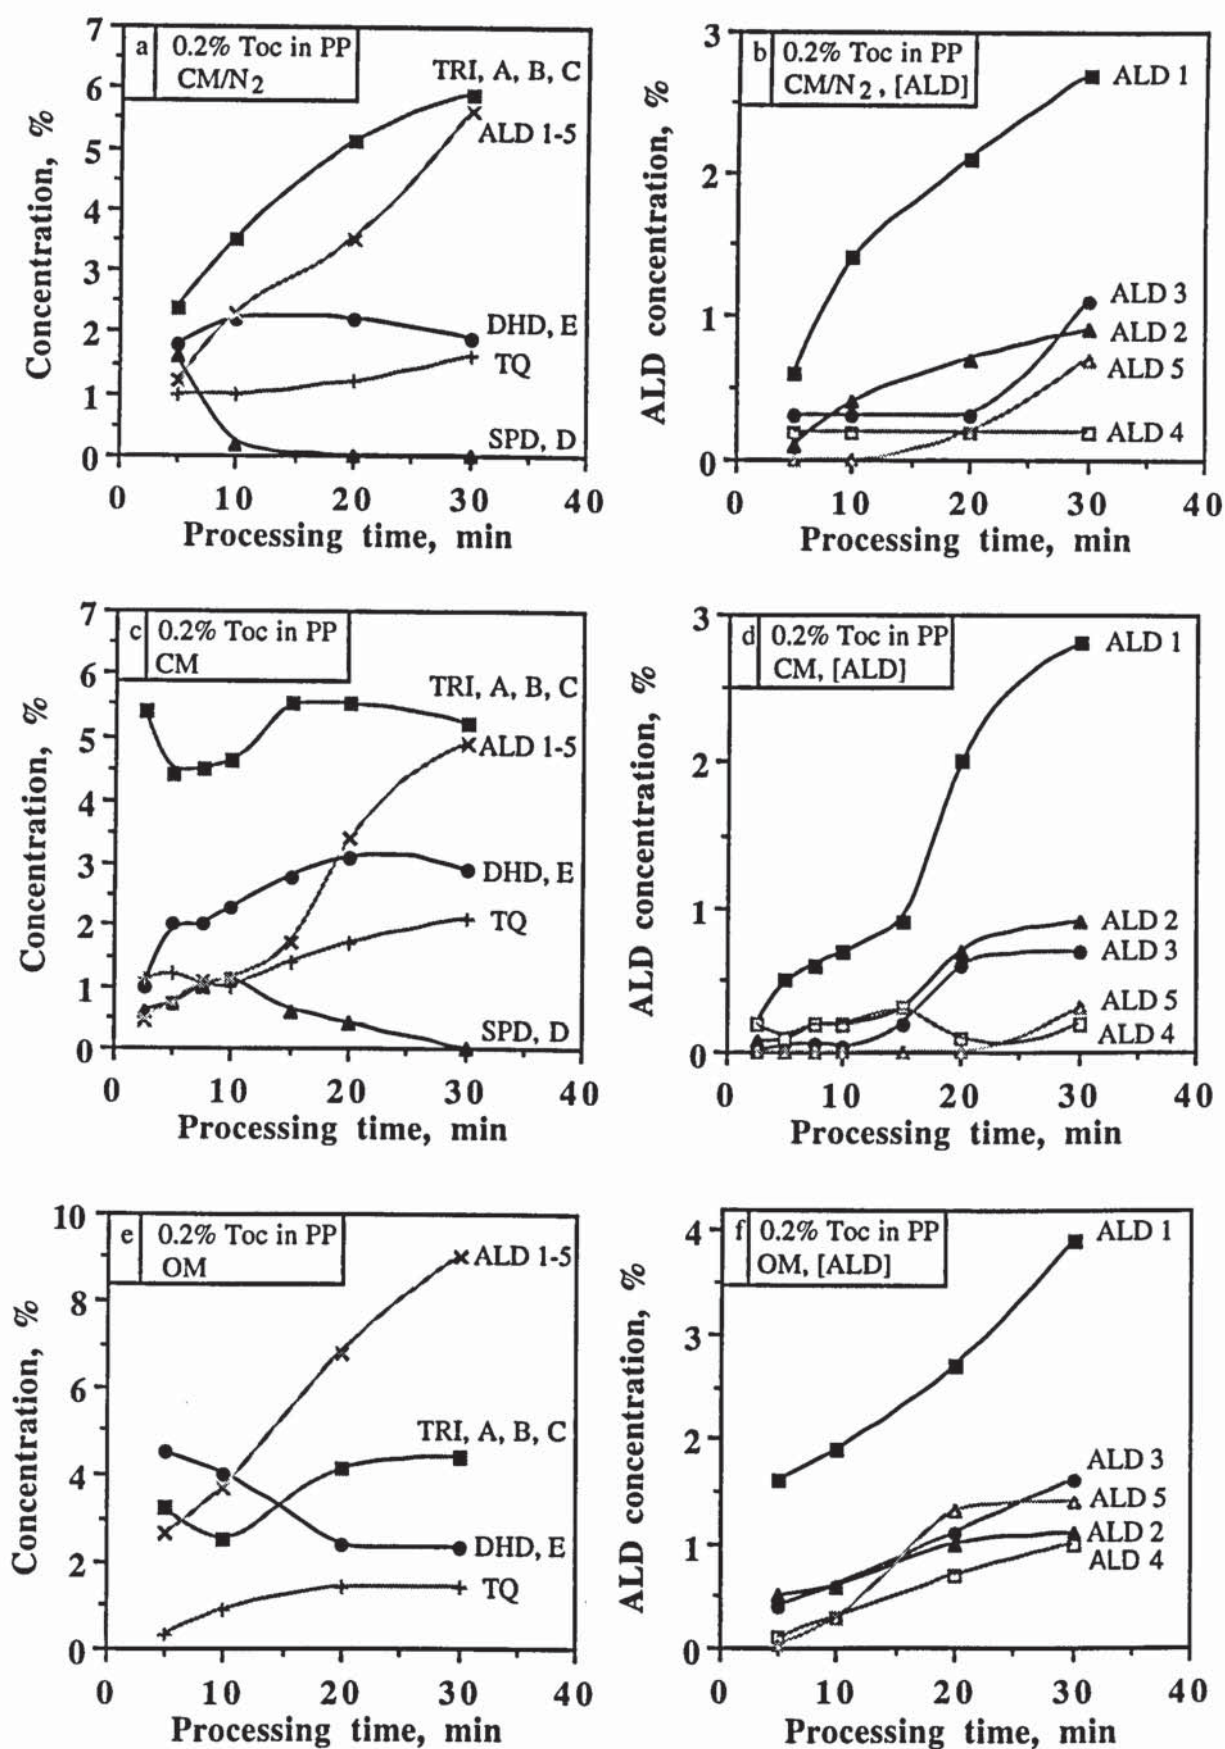 a 0.2% Toc in PP
CM/N2
TRI, A, B, C
ALD 1-5
DHD, E
TQ
SPD, D
7
6
5
4
3
2
1
0
0 10 20 30 40
Concentration, %
Processing time, min
b 0.2% Toc in PP
CM/N2 , [ALD]
ALD 1
ALD 3
ALD 2
ALD 5
ALD 4
3
2
1
0
0 10 20 30 40
ALD concentration, %
Processing time, min
c 0.2% Toc in PP
CM
TRI, A, B, C
ALD 1-5
DHD, E
TQ
SPD, D
7
6
5
4
3
2
1
0
0 10 20 30 40
Concentration, %
Processing time, min
d 0.2% Toc in PP
CM, [ALD]
ALD 1
ALD 2
ALD 3
ALD 5
ALD 4
3
2
1
0
0 10 20 30 40
ALD concentration, %
Processing time, min
e 0.2% Toc in PP
OM
ALD 1-5
TRI, A, B, C
DHD, E
TQ
10
8
6
4
2
0
0 10 20 30 40
Concentration, %
Processing time, min
f 0.2% Toc in PP
OM, [ALD]
ALD 1
ALD 3
ALD 5
ALD 2
ALD 4
4
3
2
1
0
0 10 20 30 40
ALD concentration, %
Processing time, min